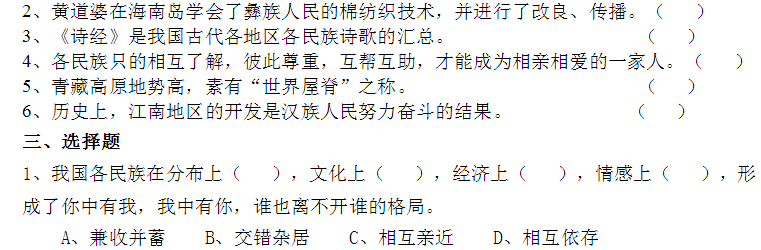 2、黄道婆在海南岛学会了彝族人民的棉纺织技术，并进行了改良、传播。（    ）
3、《诗经》是我国古代各地区各民族诗歌的汇总。（    ）
4、各民族只的相互了解，彼此尊重，互帮互助，才能成为相亲相爱的一家人。（    ）
5、青藏高原地势高，素有“世界屋脊”之称。（    ）
6、历史上，江南地区的开发是汉族人民努力奋斗的结果。（    ）
三、选择题
1、我国各民族在分布上（    ），文化上（    ），经济上（    ），情感上（    ），形
成了你中有我，我中有你，谁也离不开谁的格局。
A、兼收并蓄    B、交错杂居    C、相互亲近    D、相互依存